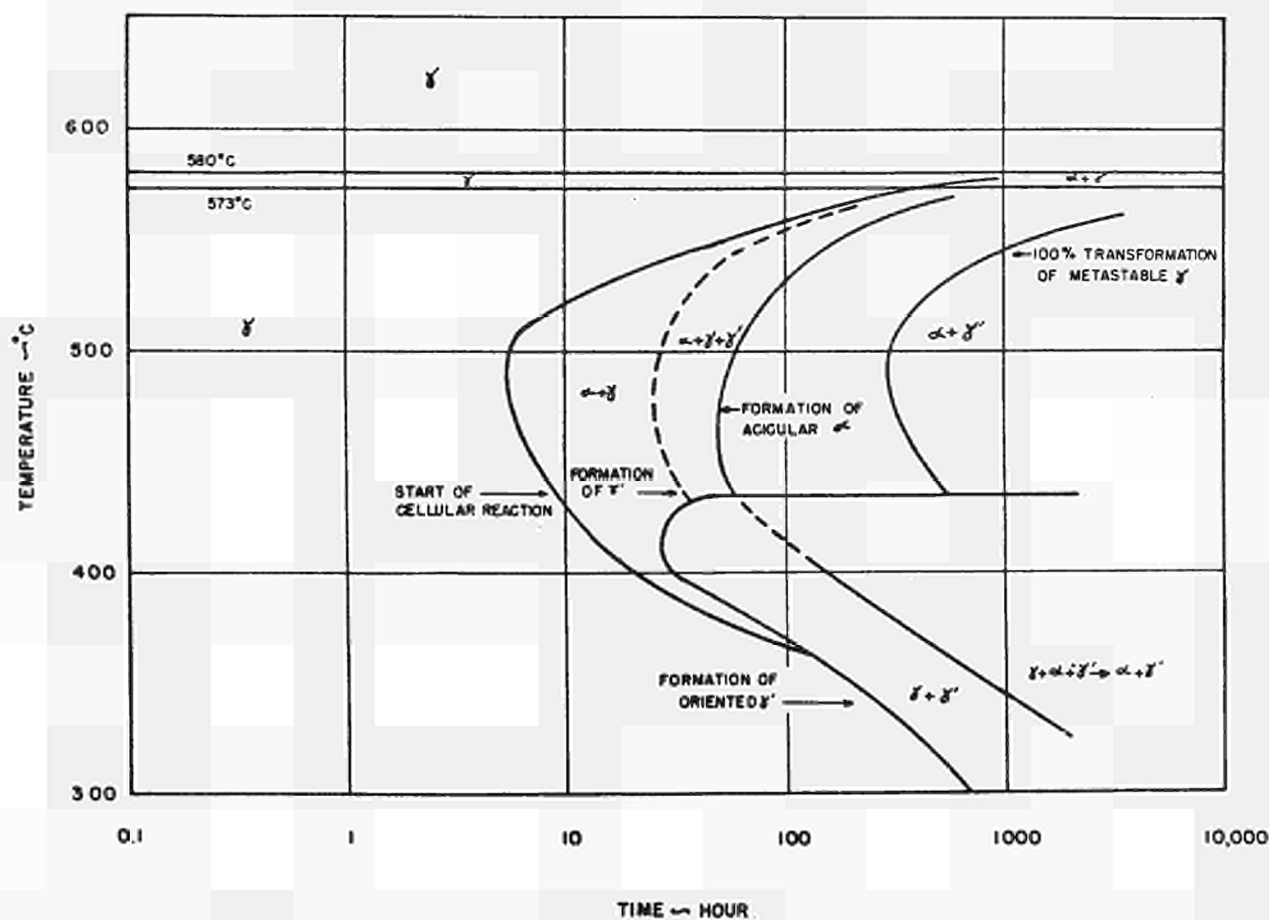 γ
600
580°C
γ
α+γ
573°C
100% TRANSFORMATION
OF METASTABLE γ
γ
α+γ'
α+γ+γ'
500
α+γ
FORMATION OF
ACICULAR α
FORMATION
OF γ'
START OF
CELLULAR REACTION
TEMPERATURE ~°C
400
γ+α+γ'→α+γ'
FORMATION OF
ORIENTED γ'
γ+γ'
300
0.1
1
10
100
1000
10,000
TIME ~ HOUR